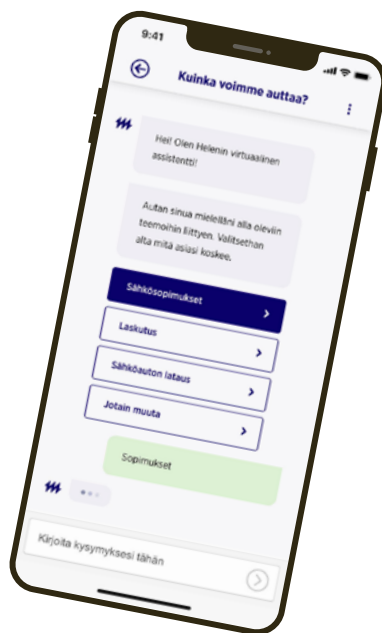 9:41
Kuinka voimme auttaa?
Hei! Olen Helenin virtuaalinen
assistentti!
Autan sinua mielelläni alla oleviin
teemoihin liittyen. Valitsethan
alta mitä asiasi koskee.
Sähkösopimukset
Laskutus
Sähköauton lataus
Jotain muuta
Sopimukset
Kirjoita kysymyksesi tähän